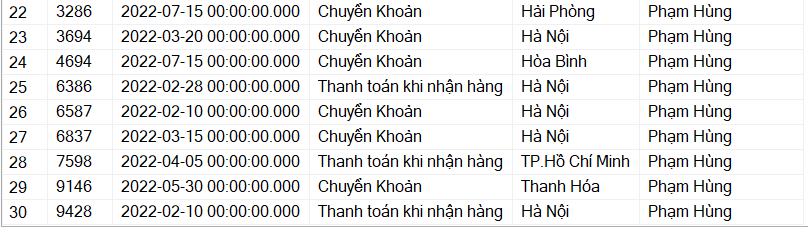 22 3286 2022-07-15 00:00:00.000 Chuyển Khoản Hải Phòng Phạm Hùng
23 3694 2022-03-20 00:00:00.000 Chuyển Khoản Hà Nội Phạm Hùng
24 4694 2022-07-15 00:00:00.000 Chuyển Khoản Hòa Bình Phạm Hùng
25 6386 2022-02-28 00:00:00.000 Thanh toán khi nhận hàng Hà Nội Phạm Hùng
26 6587 2022-02-10 00:00:00.000 Chuyển Khoản Hà Nội Phạm Hùng
27 6837 2022-03-15 00:00:00.000 Chuyển Khoản Hà Nội Phạm Hùng
28 7598 2022-04-05 00:00:00.000 Thanh toán khi nhận hàng TP.Hồ Chí Minh Phạm Hùng
29 9146 2022-05-30 00:00:00.000 Chuyển Khoản Thanh Hóa Phạm Hùng
30 9428 2022-02-10 00:00:00.000 Thanh toán khi nhận hàng Hà Nội Phạm Hùng